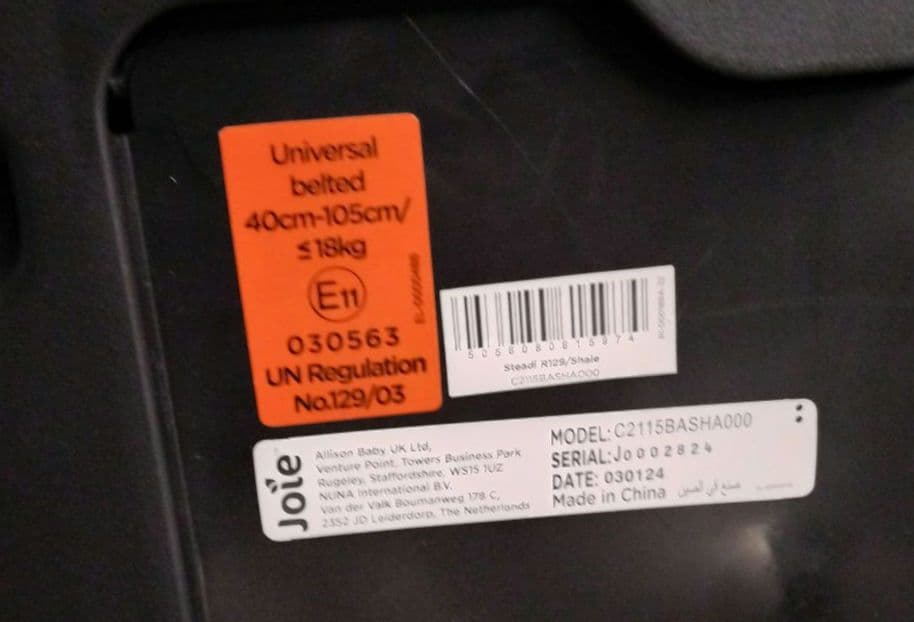 Universal
belted
40cm-105cm/
≤18kg
E11
030563
UN Regulation
No.129/03
5056080815974
Steadi R129/Shale
C2115BASHA000
Joie
Allison Baby UK Ltd,
Venture Point, Towers Business Park
Rugeley, Staffordshire, WS15 1UZ
NUNA International B.V.
Van der Valk Boumanweg 178 C,
2352 JD Leiderdorp, The Netherlands
MODEL: C2115BASHA000
SERIAL: J0002824
DATE: 030124
Made in China صنع في الصين